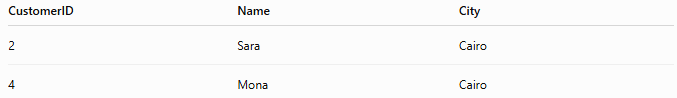 CustomerID Name City
2 Sara Cairo
4 Mona Cairo